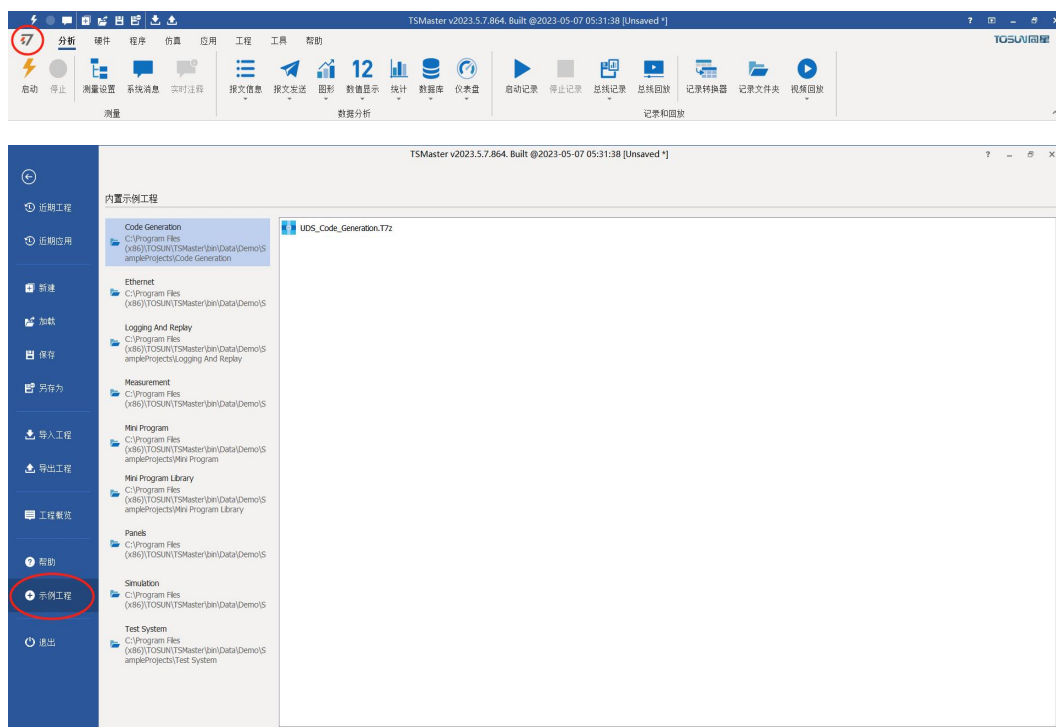 TSMaster v2023.5.7.864. Built @2023-05-07 05:31:38 [Unsaved *]
分析 硬件 程序 仿真 应用 工程 工具 帮助
TOSUN同星
12
启动 停止 测量设置 系统消息 实时注释 报文信息 报文发送 图形 数值显示 统计 数据库 仪表盘 启动记录 停止记录 总线记录 总线回放 记录转换器 记录文件夹 视频回放
测量 数据分析 记录和回放
TSMaster v2023.5.7.864. Built @2023-05-07 05:31:38 [Unsaved *]
近期工程
近期应用
新建
加载
保存
另存为
导入工程
导出工程
工程概览
帮助
示例工程
退出
内置示例工程
Code Generation
C:\Program Files
(x86)\TOSUN\TSMaster\bin\Data\Demo\S
ampleProjects\Code Generation
Ethernet
C:\Program Files
(x86)\TOSUN\TSMaster\bin\Data\Demo\S
Logging And Replay
C:\Program Files
(x86)\TOSUN\TSMaster\bin\Data\Demo\S
ampleProjects\Logging And Replay
Measurement
C:\Program Files
(x86)\TOSUN\TSMaster\bin\Data\Demo\S
Mini Program
C:\Program Files
(x86)\TOSUN\TSMaster\bin\Data\Demo\S
ampleProjects\Mini Program
Mini Program Library
C:\Program Files
(x86)\TOSUN\TSMaster\bin\Data\Demo\S
ampleProjects\Mini Program Library
Panels
C:\Program Files
(x86)\TOSUN\TSMaster\bin\Data\Demo\S
Simulation
C:\Program Files
(x86)\TOSUN\TSMaster\bin\Data\Demo\S
Test System
C:\Program Files
(x86)\TOSUN\TSMaster\bin\Data\Demo\S
ampleProjects\Test System
UDS_Code_Generation.T7z